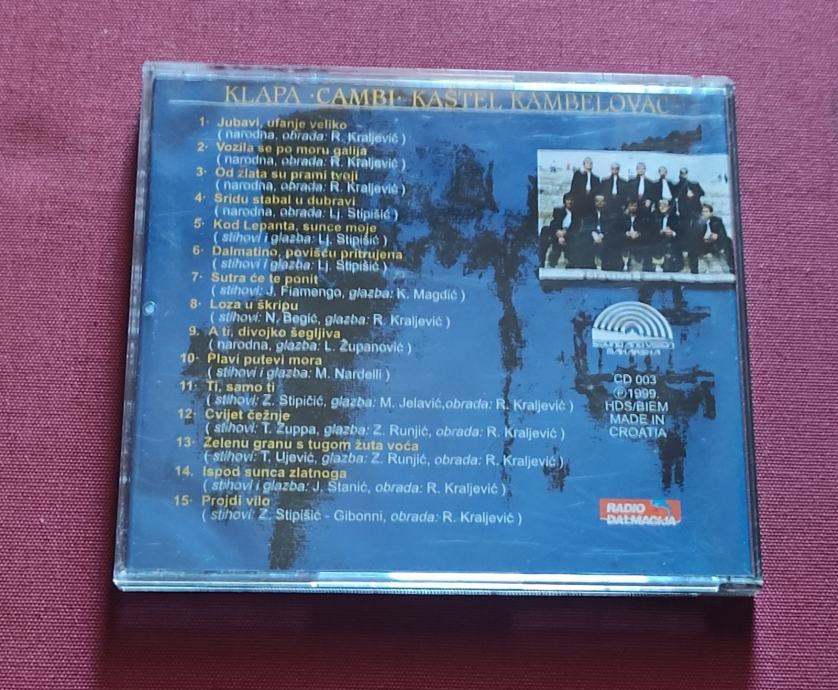 KLAPA ·CAMBI· KAŠTEL KAMBELOVAC
1· Jubavi, ufanje veliko
( narodna, obrada: R. Kraljević )
2· Vozila se po moru galija
( narodna, obrada: R. Kraljević )
3· Od zlata su prami tvoji
( narodna, obrada: R. Kraljević )
4· Sridu stabal u dubravi
( narodna, obrada: Lj. Stipišić )
5· Kod Lepanta, sunce moje
( stihovi i glazba: Lj. Stipišić )
6· Dalmatino, povišću pritrujena
( stihovi i glazba: Lj. Stipišić )
7· Sutra će te ponit
( stihovi: J, Fiamengo, glazba: K. Magdić )
8· Loza u škripu
( stihovi: N, Begić, glazba: R. Kraljević )
9· A ti, divojko šegljiva
( narodna, glazba: L. Županović )
10· Plavi putevi mora
( stihovi i glazba: M. Nardelli )
11· Ti, samo ti
( stihovi: Z. Stipičić, glazba: M. Jelavić,obrada: R. Kraljević )
12· Cvijet čežnje
( stihovi: T. Zuppa, glazba: Z. Runjić, obrada: R. Kraljević )
13· Zelenu granu s tugom žuta voća
( stihovi: T. Ujević, glazba: Z. Runjić, obrada: R. Kraljević )
14. Ispod sunca zlatnoga
( stihovi i glazba: J. Stanić, obrada: R. Kraljević )
15· Projdi vilo
( stihovi: Z. Stipišić - Gibonni, obrada: R. Kraljević )
SOUND AND VISION
MAHARSHI
CD 003
℗1999.
HDS/BIEM
MADE IN
CROATIA
RADIO
DALMACIJA